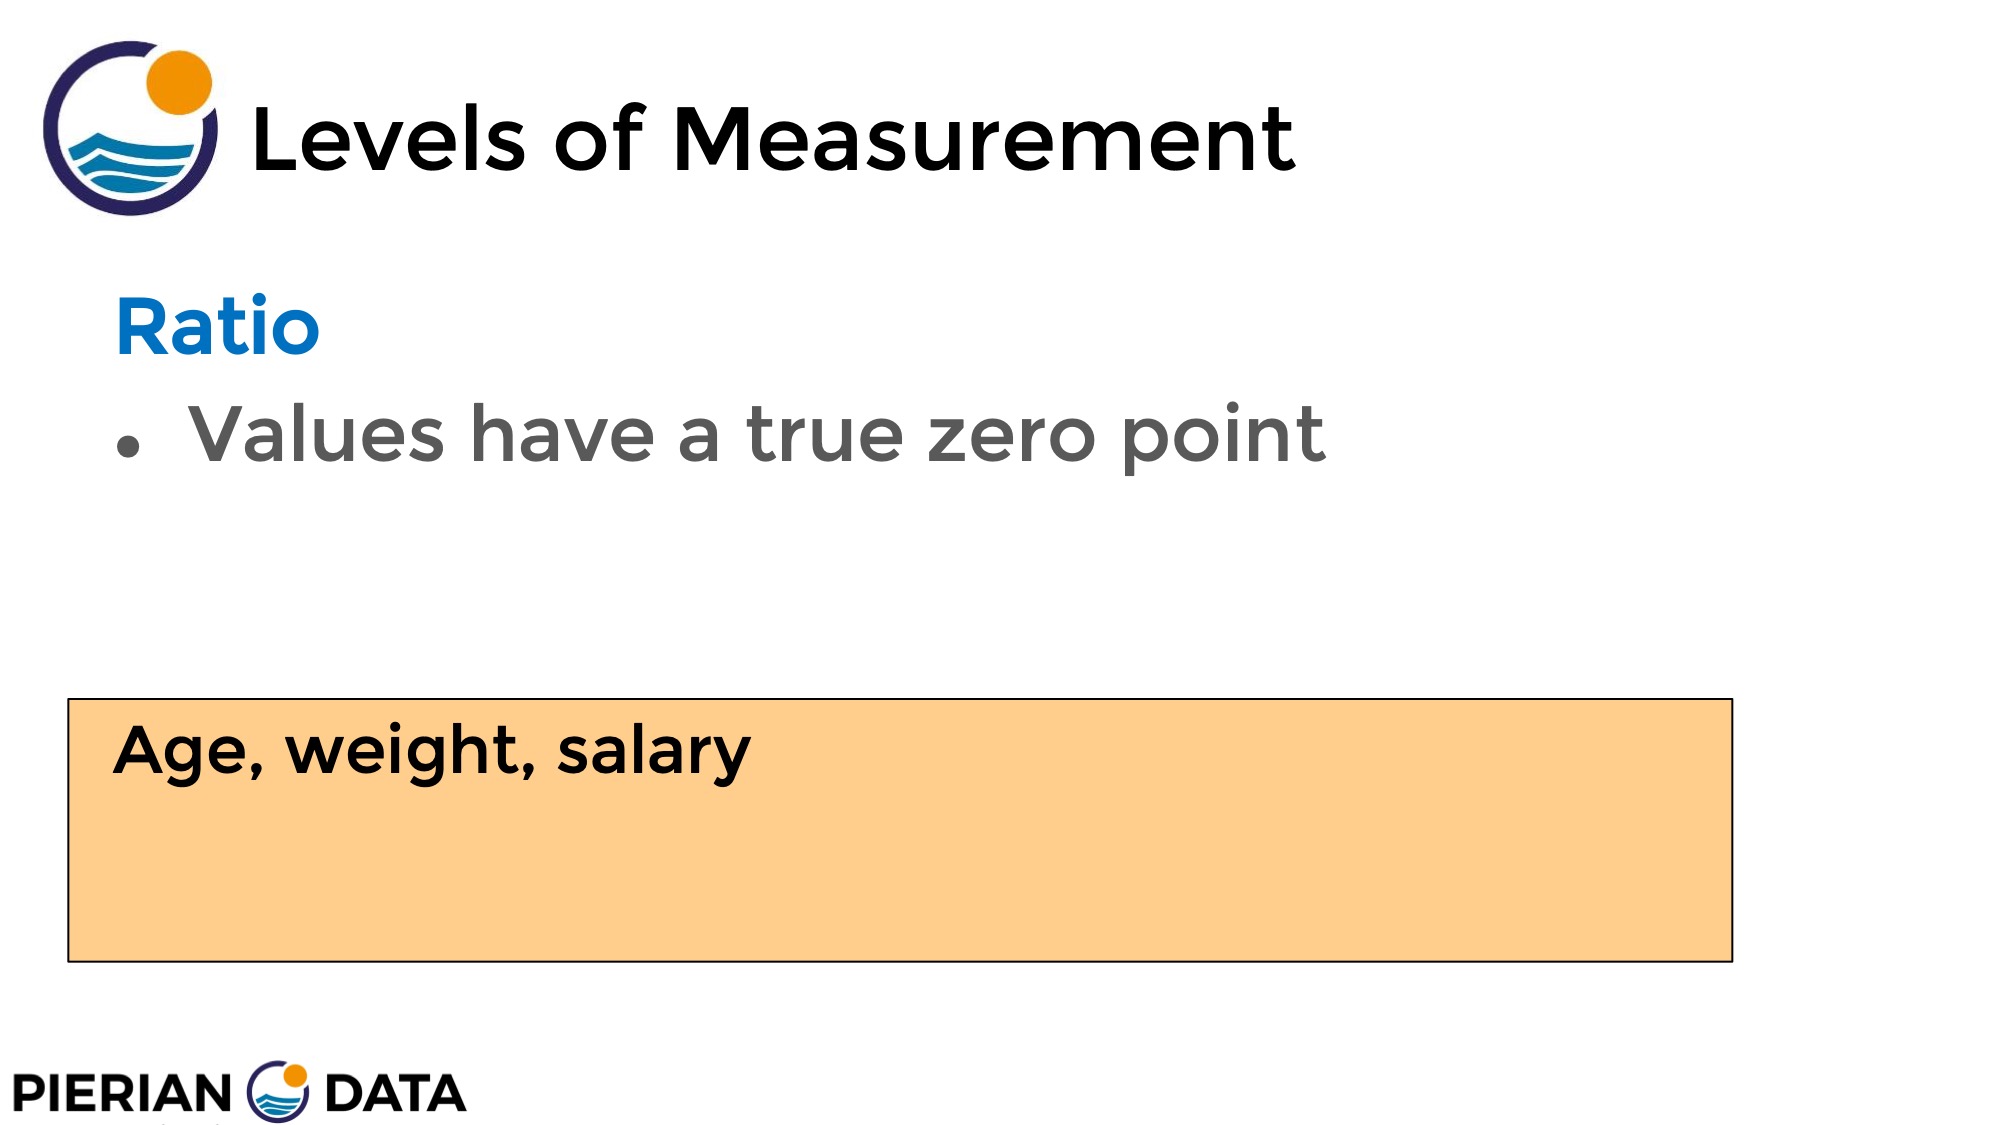 Levels of Measurement
Ratio
• Values have a true zero point
Age, weight, salary
PIERIAN DATA